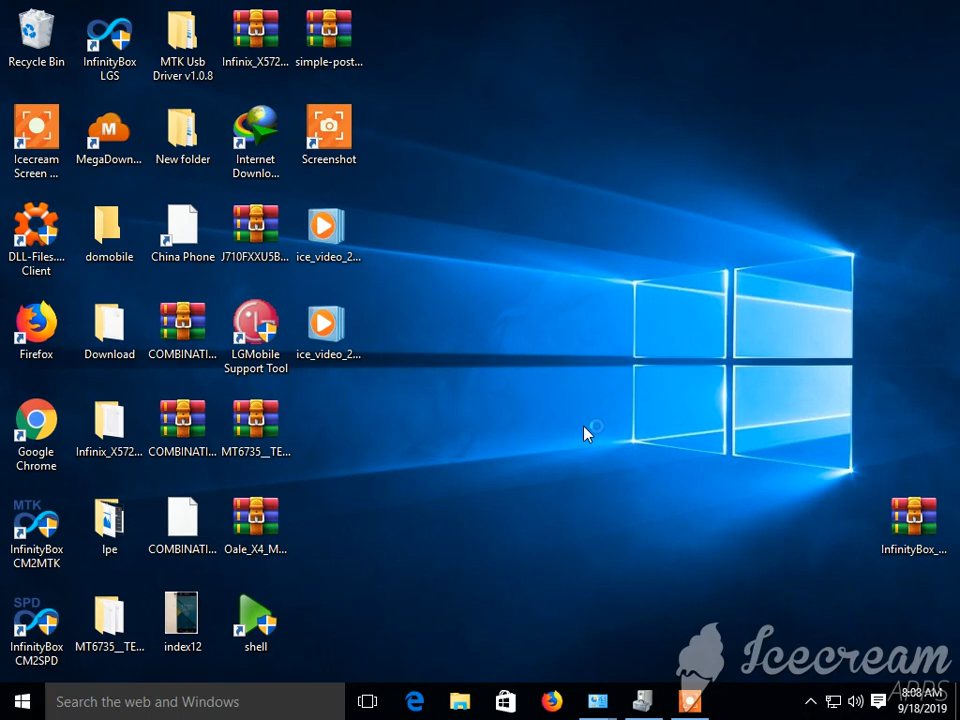 Recycle Bin
InfinityBox
LGS
MTK Usb
Driver v1.0.8
Infinix_X572...
simple-post...
Icecream
Screen ...
M
MegaDown...
New folder
Internet
Downlo...
Screenshot
DLL-Files....
Client
domobile
China Phone
J710FXXU5B...
ice_video_2...
Firefox
Download
COMBINATI...
LGMobile
Support Tool
ice_video_2...
Google
Chrome
Infinix_X572...
COMBINATI...
MT6735__TE...
MTK
InfinityBox
CM2MTK
lpe
COMBINATI...
Oale_X4_M...
InfinityBox_...
SPD
InfinityBox
CM2SPD
MT6735__TE...
index12
shell
Icecream
APPS
Search the web and Windows
8:03 AM
9/18/2019